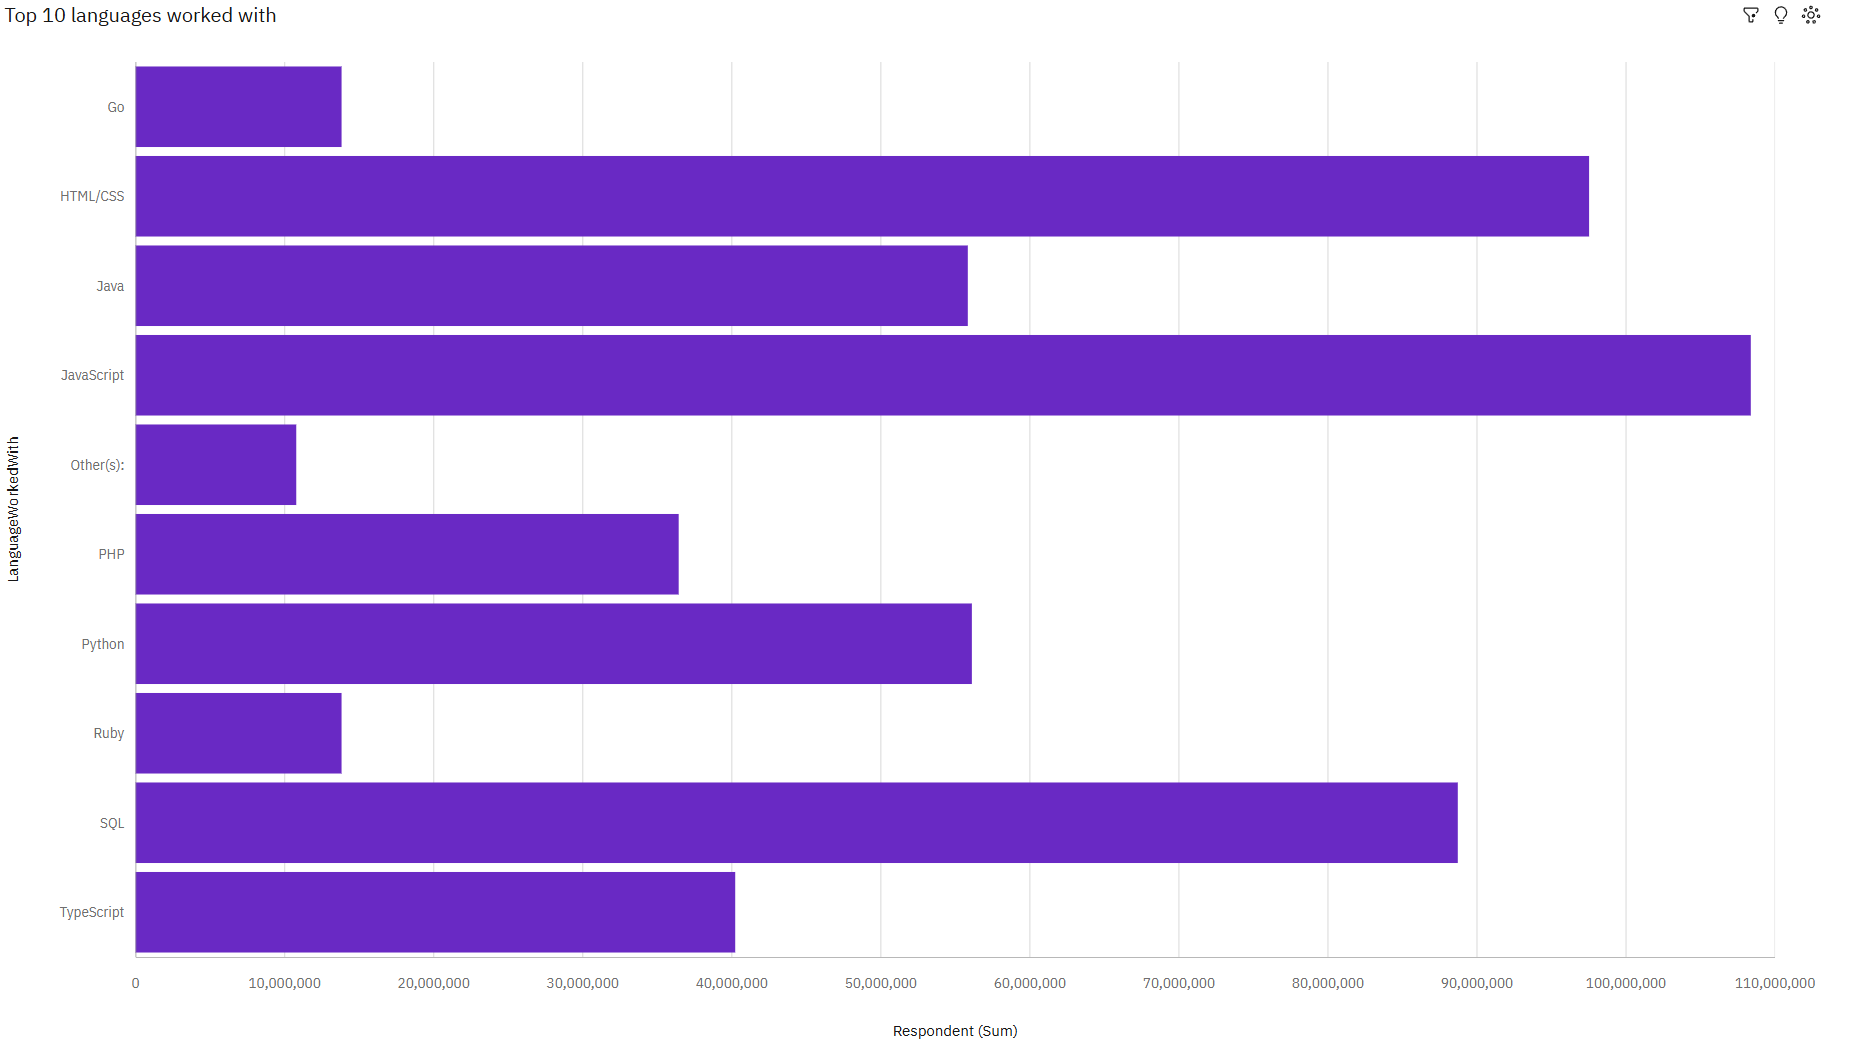 Top 10 languages worked with
Go
HTML/CSS
Java
JavaScript
Other(s):
PHP
Python
Ruby
SQL
TypeScript
LanguageWorkedWith
0 10,000,000 20,000,000 30,000,000 40,000,000 50,000,000 60,000,000 70,000,000 80,000,000 90,000,000 100,000,000 110,000,000
Respondent (Sum)